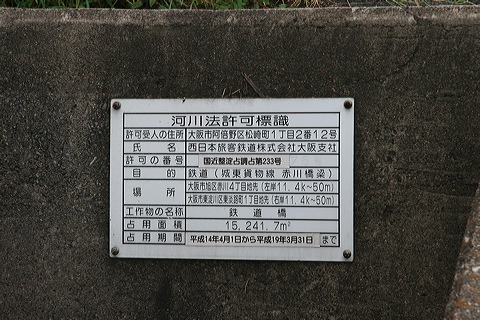 河川法許可標識
許可受人の住所 大阪市阿倍野区松崎町1丁目2番12号
氏名 西日本旅客鉄道株式会社大阪支社
許可の番号 国近整淀占調占第233号
目的 鉄道(城東貨物線 赤川橋梁)
場所 大阪市旭区赤川4丁目地先(左岸11.4k~50m)
大阪市東淀川区東淡路町1丁目地先(右岸11.4k~50m)
工作物の名称 鉄道橋
占用面積 15,241.7m²
占用期間 平成14年4月1日から平成19年3月31日まで